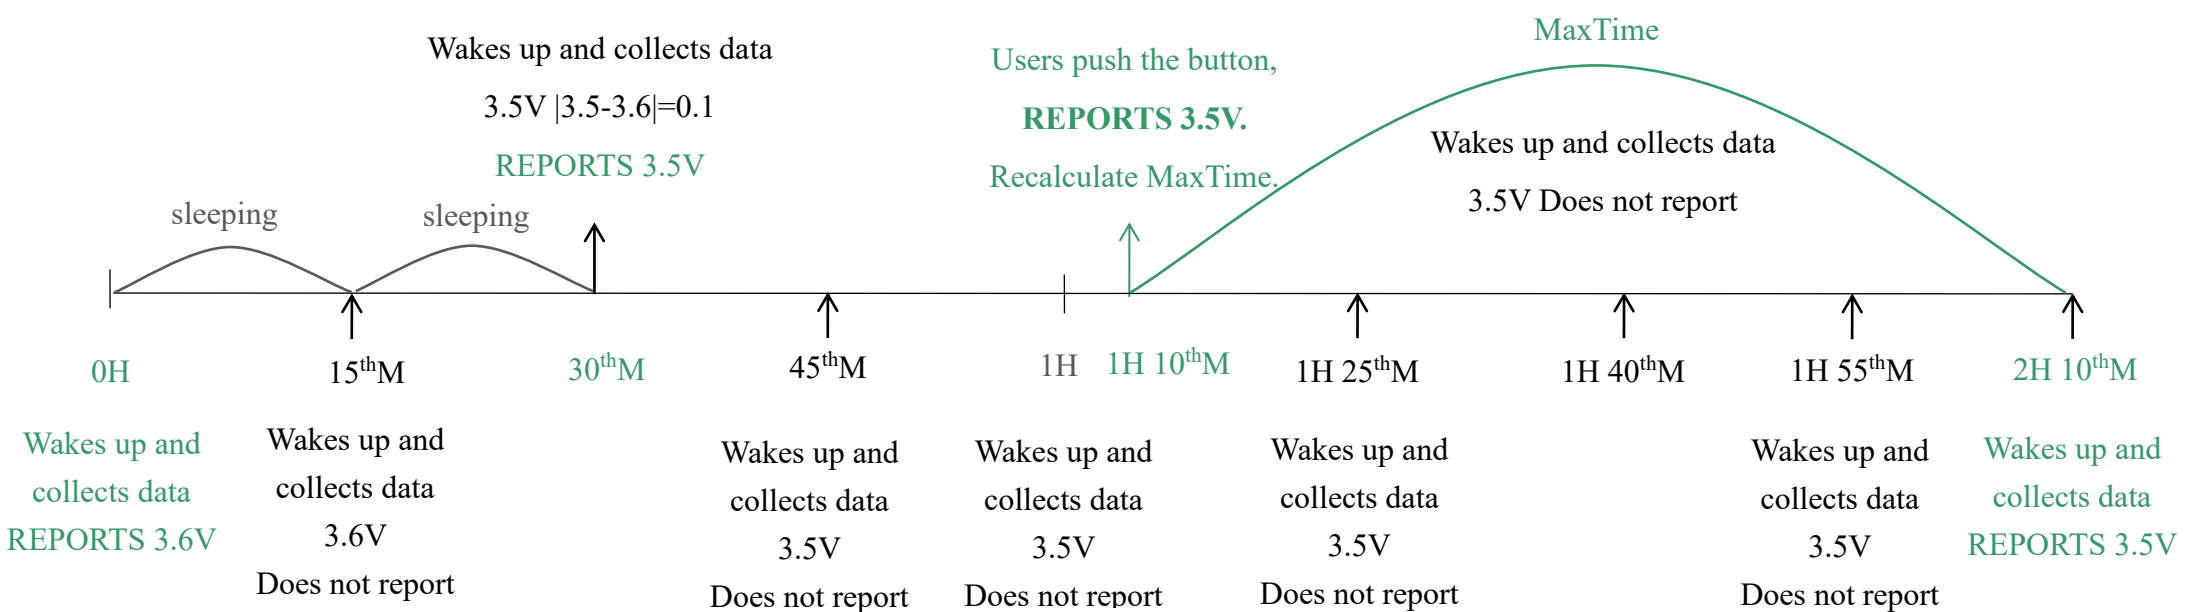 Wakes up and collects data
3.5V |3.5-3.6|=0.1
REPORTS 3.5V
Users push the button,
REPORTS 3.5V.
Recalculate MaxTime.
MaxTime
Wakes up and collects data
3.5V Does not report
sleeping
sleeping
0H
15thM
30thM
45thM
1H
1H 10thM
1H 25thM
1H 40thM
1H 55thM
2H 10thM
Wakes up and
collects data
REPORTS 3.6V
Wakes up and
collects data
3.6V
Does not report
Wakes up and
collects data
3.5V
Does not report
Wakes up and
collects data
3.5V
Does not report
Wakes up and
collects data
3.5V
Does not report
Wakes up and
collects data
3.5V
Does not report
Wakes up and
collects data
REPORTS 3.5V